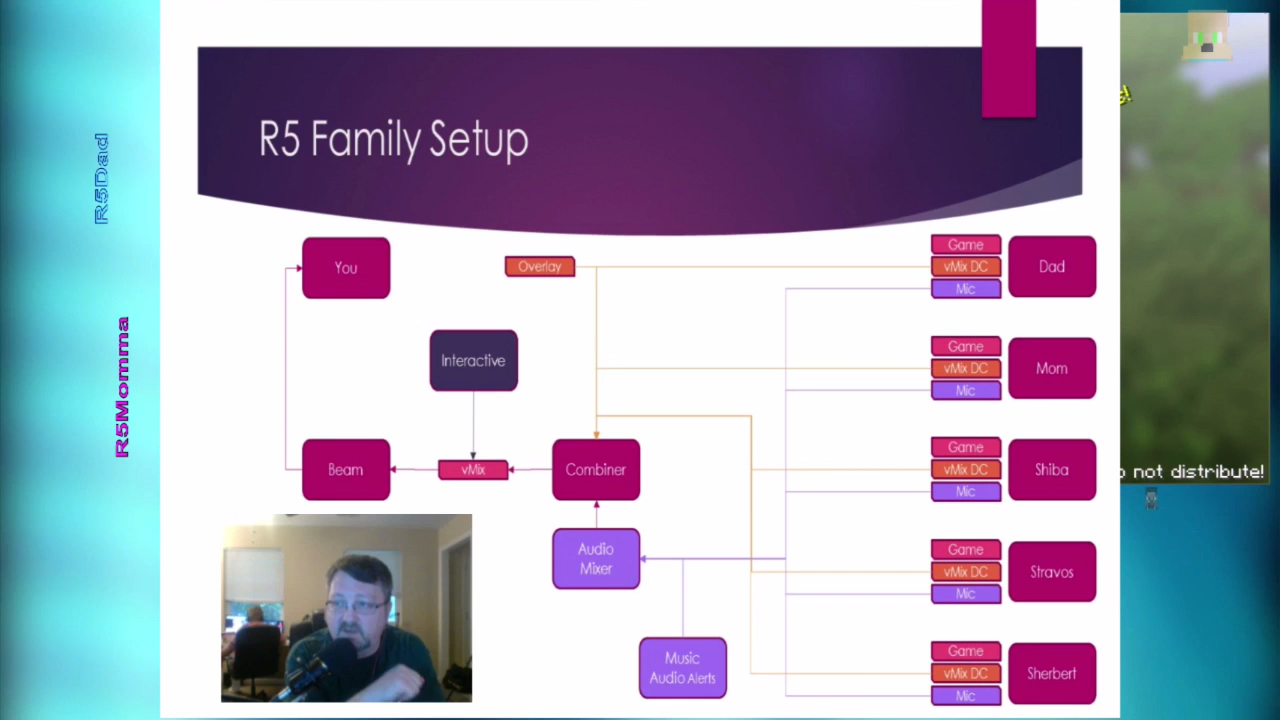 R5 Family Setup
R5Dad
R5Momma
You
Overlay
Interactive
Beam
vMix
Combiner
Audio
Mixer
Music
Audio Alerts
Game
vMix DC
Mic
Dad
Game
vMix DC
Mic
Mom
Game
vMix DC
Mic
Shiba
Game
vMix DC
Mic
Stravos
Game
vMix DC
Mic
Sherbert
not distribute!